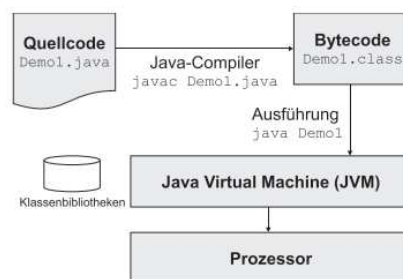 Quellcode
Demo1.java
Java-Compiler
javac Demo1.java
Bytecode
Demo1.class
Ausführung
java Demo1
Klassenbibliotheken
Java Virtual Machine (JVM)
Prozessor